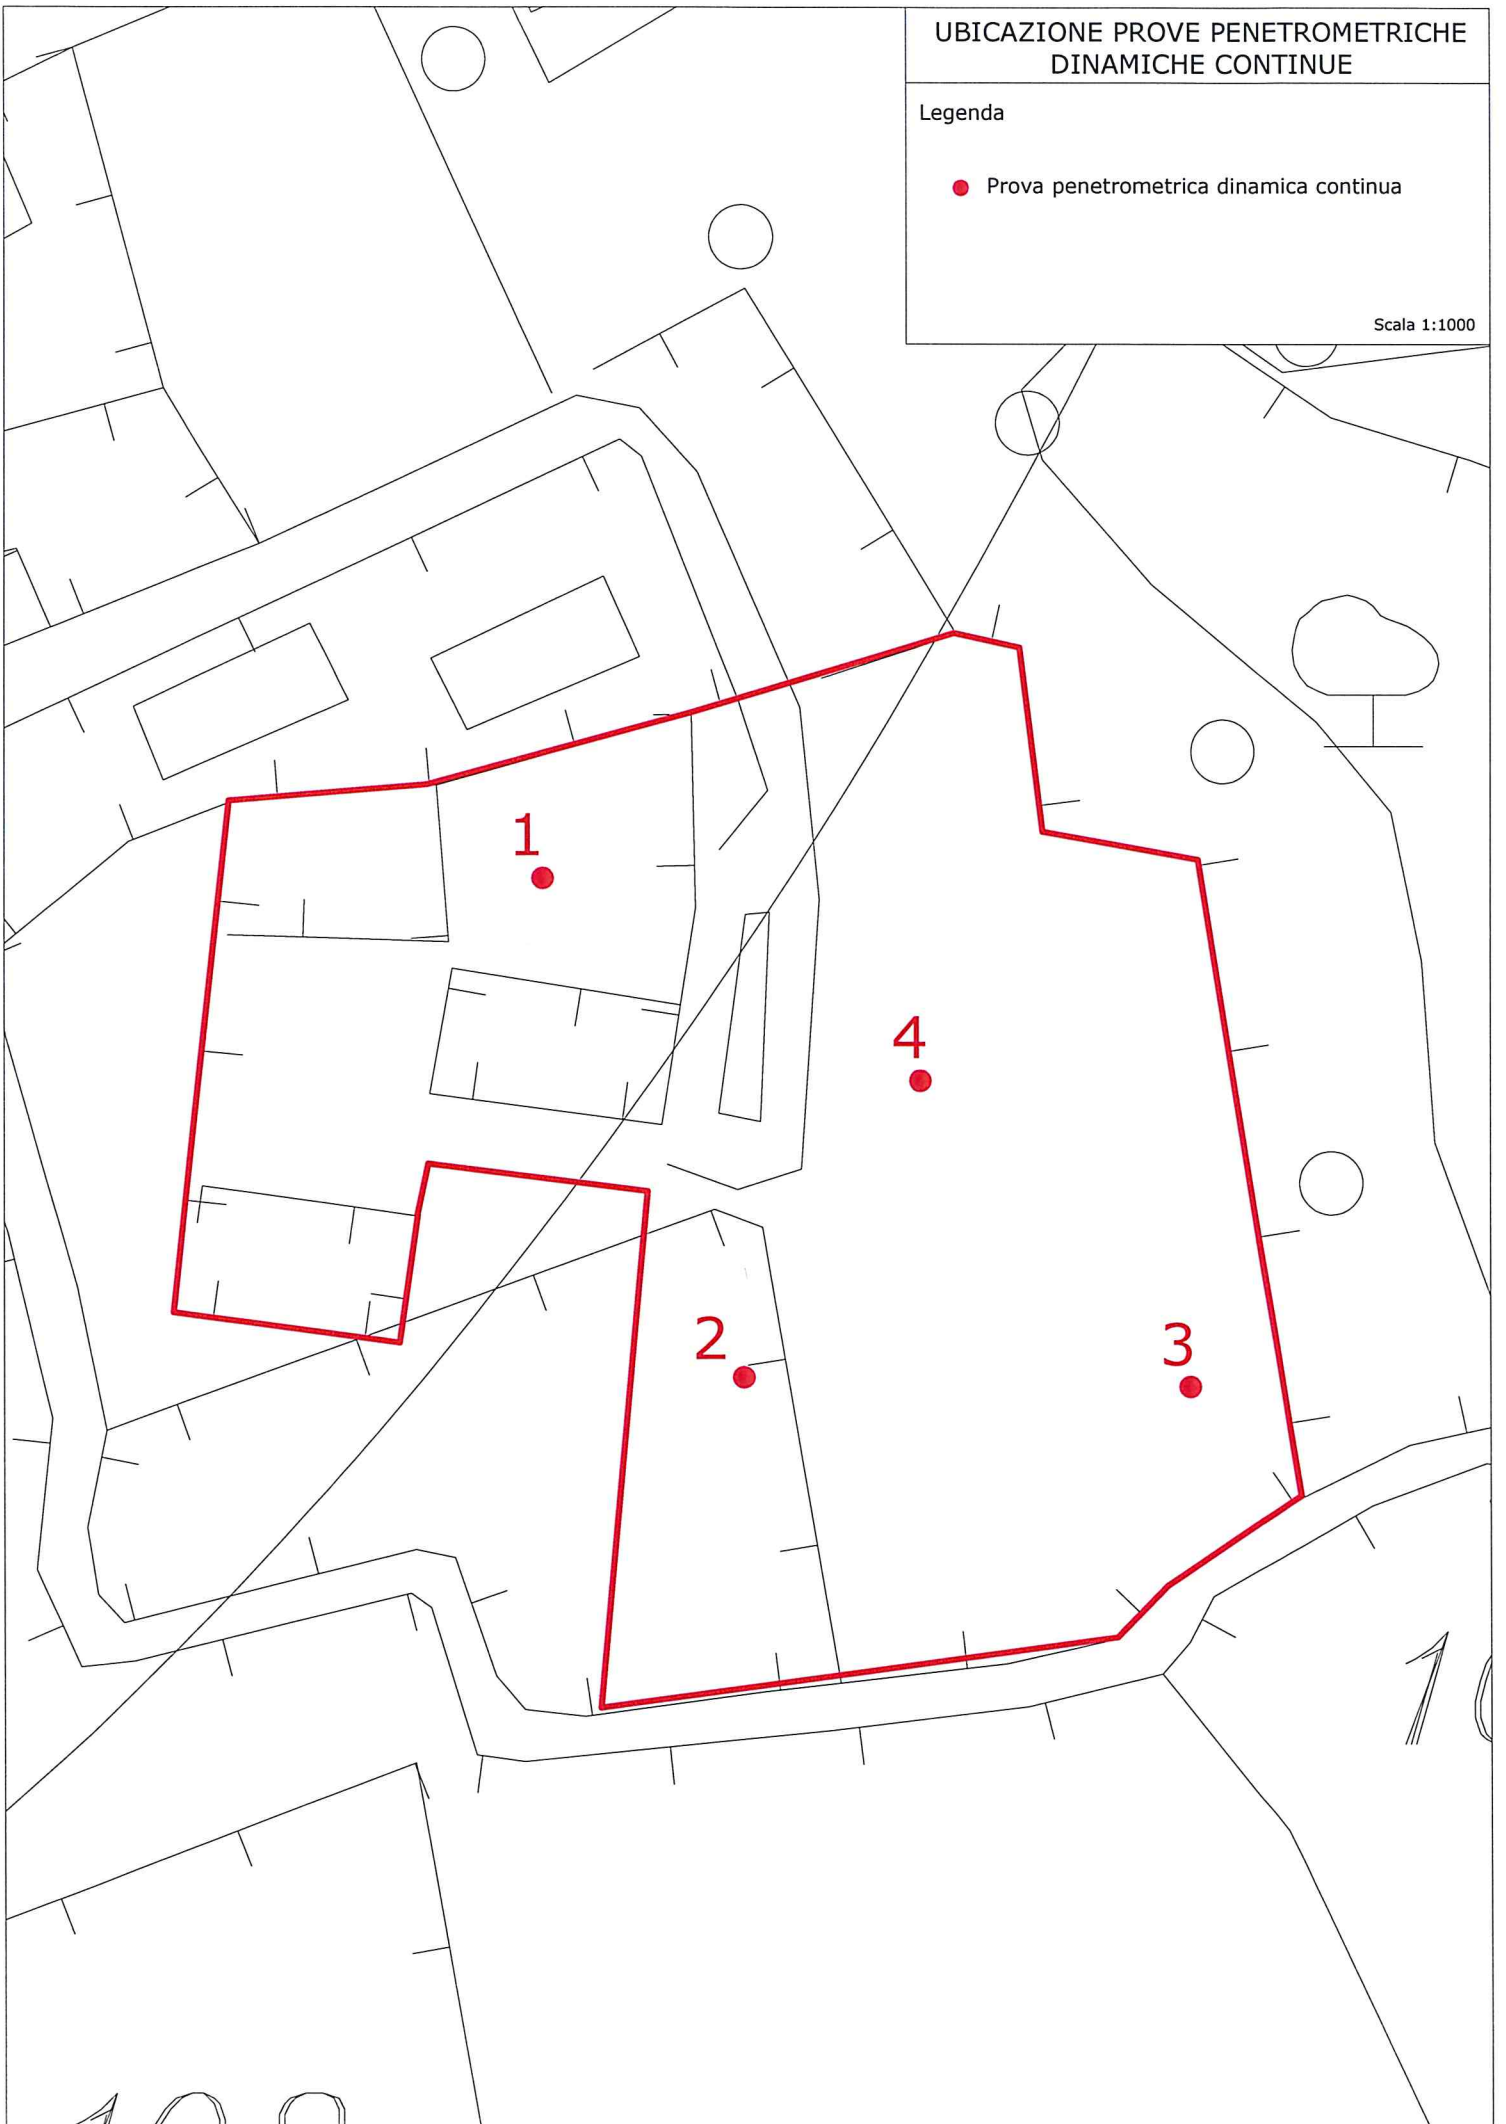 UBICAZIONE PROVE PENETROMETRICHE
DINAMICHE CONTINUE
Legenda
Prova penetrometrica dinamica continua
Scala 1:1000
1
4
2
3